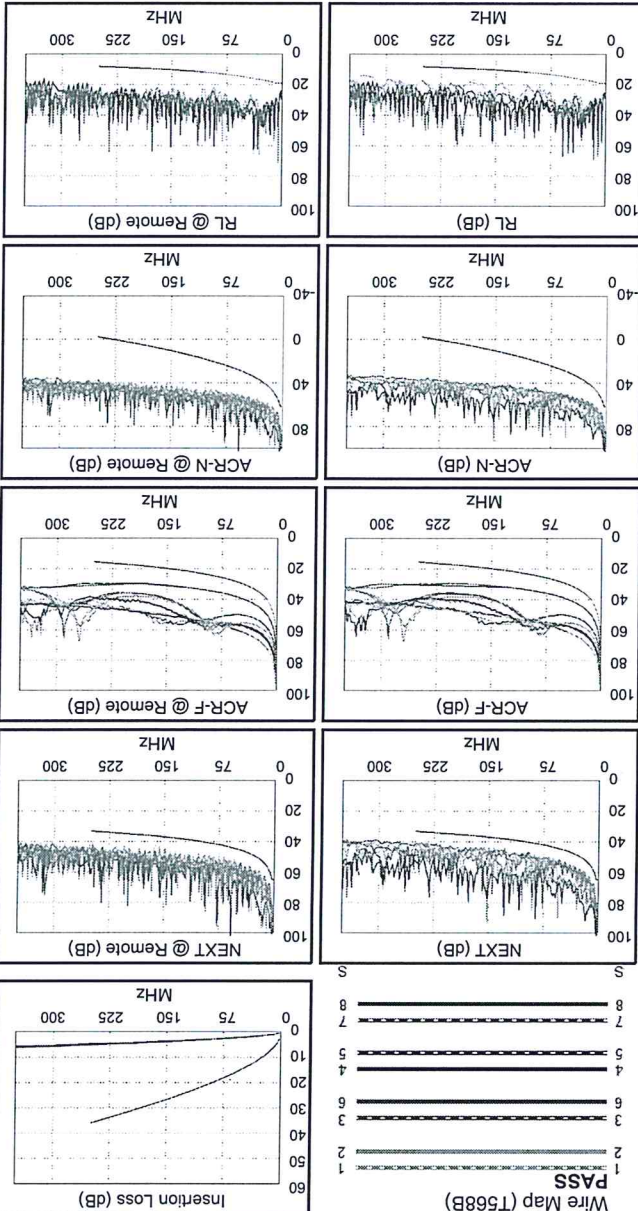 Insertion Loss (dB)
60
50
40
30
20
10
0
0 75 150 225 300
MHz
Wire Map (T568B)
PASS
1 1
2 2
3 3
6 6
4 4
5 5
7 7
8 8
S S
NEXT @ Remote (dB)
100
80
60
40
20
0
0 75 150 225 300
MHz
NEXT (dB)
100
80
60
40
20
0
0 75 150 225 300
MHz
ACR-F @ Remote (dB)
100
80
60
40
20
0
0 75 150 225 300
MHz
ACR-F (dB)
100
80
60
40
20
0
0 75 150 225 300
MHz
ACR-N @ Remote (dB)
80
40
0
-40
0 75 150 225 300
MHz
ACR-N (dB)
80
40
0
-40
0 75 150 225 300
MHz
RL @ Remote (dB)
100
80
60
40
20
0
0 75 150 225 300
MHz
RL (dB)
100
80
60
40
20
0
0 75 150 225 300
MHz